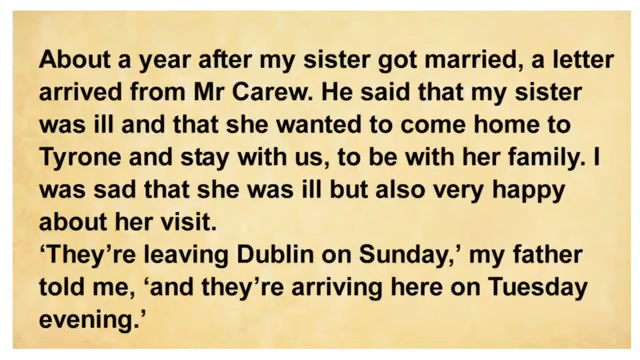 About a year after my sister got married, a letter
arrived from Mr Carew. He said that my sister
was ill and that she wanted to come home to
Tyrone and stay with us, to be with her family. I
was sad that she was ill but also very happy
about her visit.
‘They’re leaving Dublin on Sunday,’ my father
told me, ‘and they’re arriving here on Tuesday
evening.’